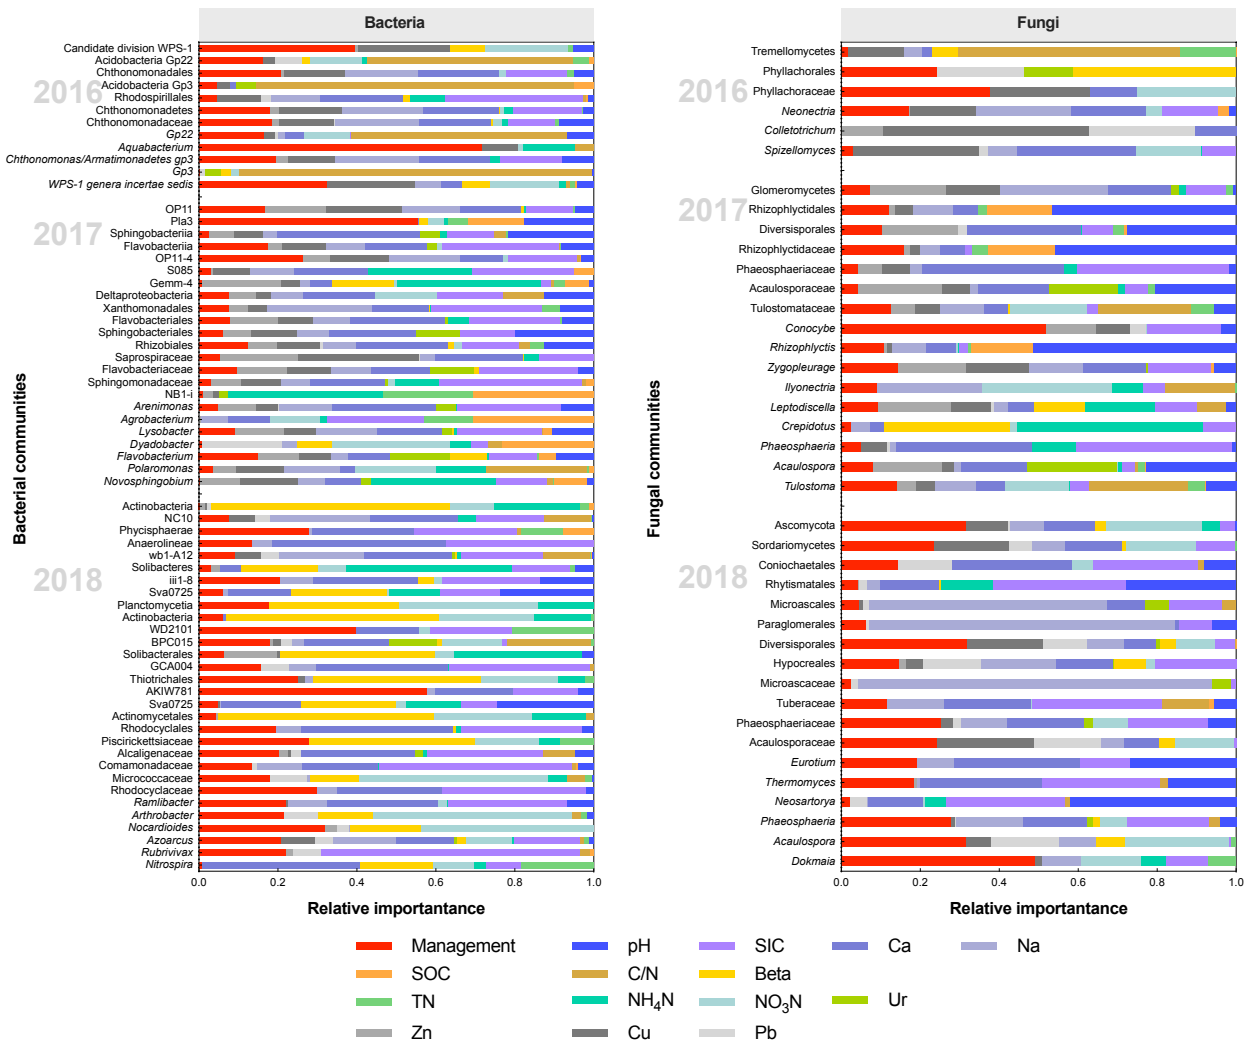 Bacteria
Bacterial communities
2016
Candidate division WPS-1
Acidobacteria Gp22
Chthonomonadales
Acidobacteria Gp3
Rhodospirillales
Chthonomonadetes
Chthonomonadaceae
Gp22
Aquabacterium
Chthonomonas/Armatimonadetes gp3
Gp3
WPS-1 genera incertae sedis
2017
OP11
Pla3
Sphingobacteriia
Flavobacteriia
OP11-4
S085
Gemm-4
Deltaproteobacteria
Xanthomonadales
Flavobacteriales
Sphingobacteriales
Rhizobiales
Saprospiraceae
Flavobacteriaceae
Sphingomonadaceae
NB1-i
Arenimonas
Agrobacterium
Lysobacter
Dyadobacter
Flavobacterium
Polaromonas
Novosphingobium
2018
Actinobacteria
NC10
Phycisphaerae
Anaerolineae
wb1-A12
Solibacteres
iii1-8
Sva0725
Planctomycetia
Actinobacteria
WD2101
BPC015
Solibacterales
GCA004
Thiotrichales
AKIW781
Sva0725
Actinomycetales
Rhodocyclales
Piscirickettsiaceae
Alcaligenaceae
Comamonadaceae
Micrococcaceae
Rhodocyclaceae
Ramlibacter
Arthrobacter
Nocardioides
Azoarcus
Rubrivivax
Nitrospira
0.0 0.2 0.4 0.6 0.8 1.0
Relative importantance
Fungi
Fungal communities
2016
Tremellomycetes
Phyllachorales
Phyllachoraceae
Neonectria
Colletotrichum
Spizellomyces
2017
Glomeromycetes
Rhizophlyctidales
Diversisporales
Rhizophlyctidaceae
Phaeosphaeriaceae
Acaulosporaceae
Tulostomataceae
Conocybe
Rhizophlyctis
Zygopleurage
Ilyonectria
Leptodiscella
Crepidotus
Phaeosphaeria
Acaulospora
Tulostoma
2018
Ascomycota
Sordariomycetes
Coniochaetales
Rhytismatales
Microascales
Paraglomerales
Diversisporales
Hypocreales
Microascaceae
Tuberaceae
Phaeosphaeriaceae
Acaulosporaceae
Eurotium
Thermomyces
Neosartorya
Phaeosphaeria
Acaulospora
Dokmaia
0.0 0.2 0.4 0.6 0.8 1.0
Relative importantance
Management pH SIC Ca Na
SOC C/N Beta
TN NH4N NO3N Ur
Zn Cu Pb